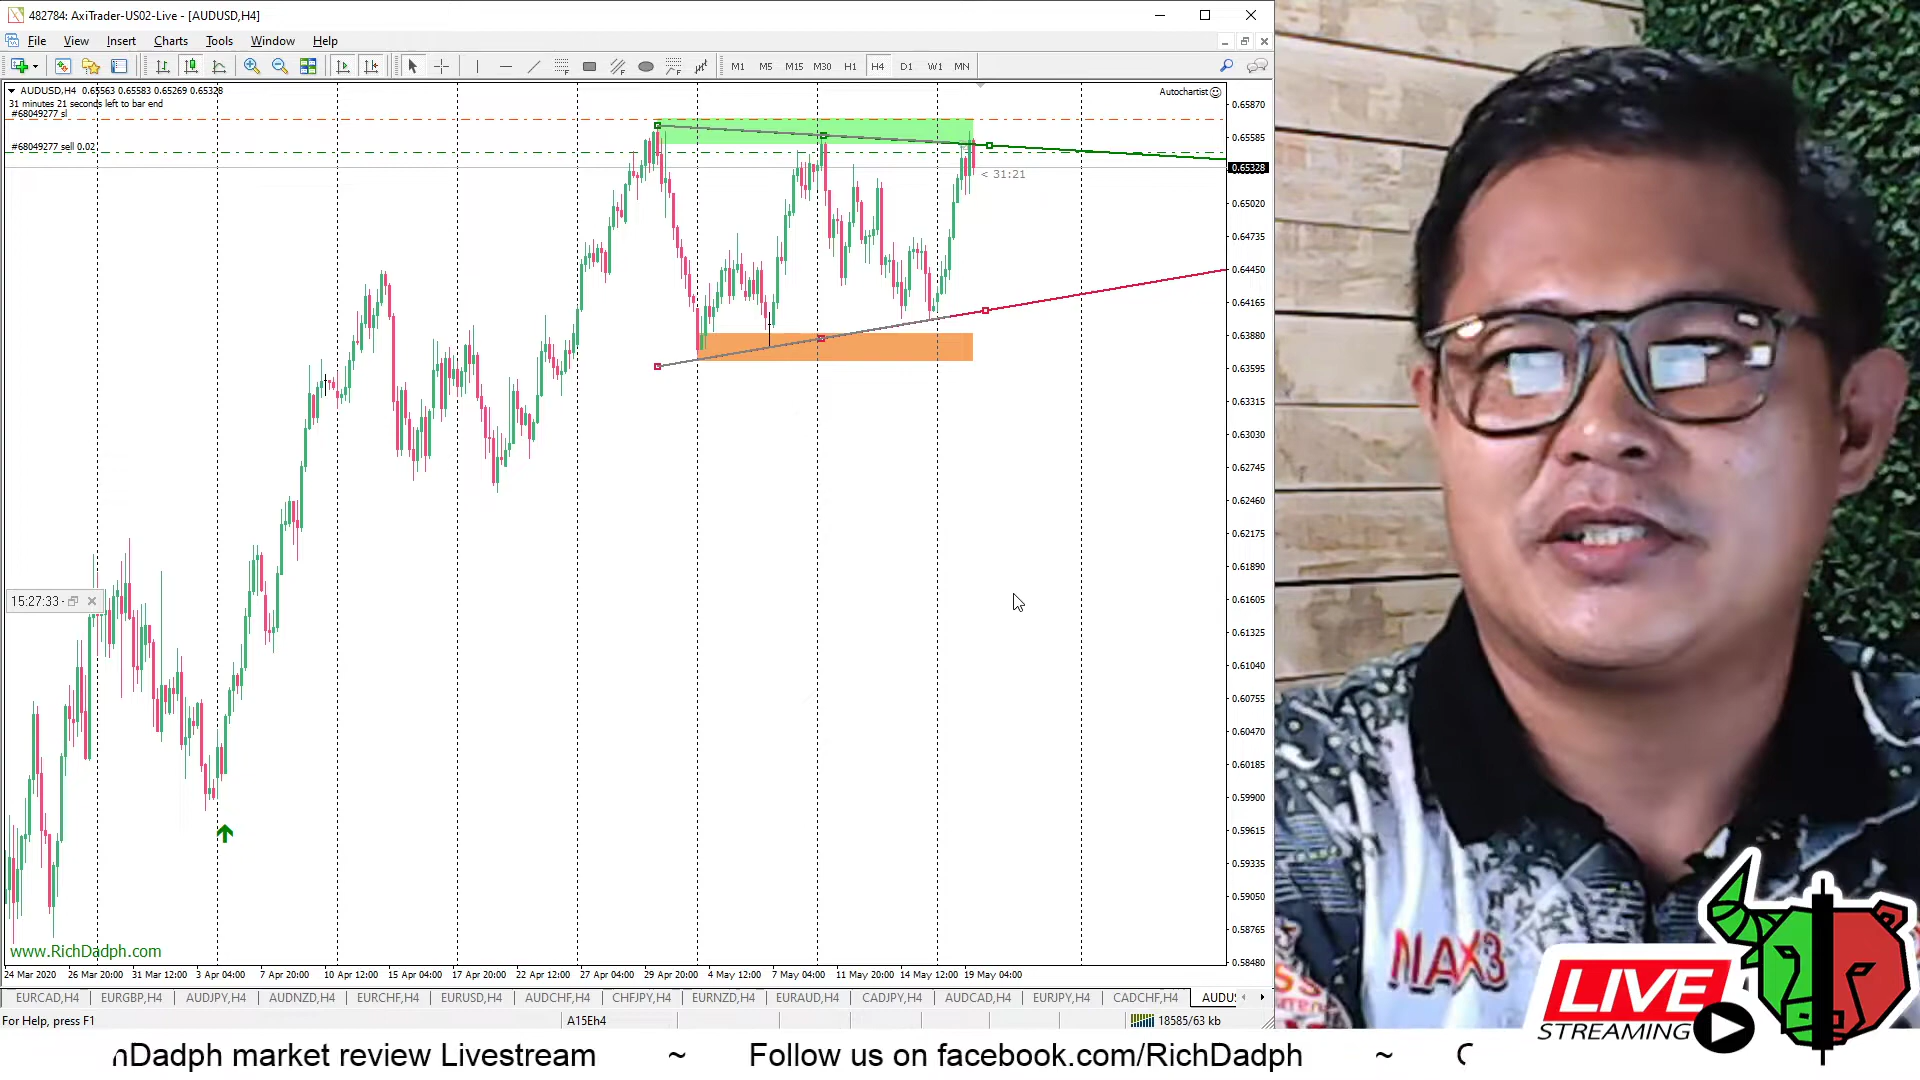 482784: AxiTrader-US02-Live - [AUDUSD,H4]
File View Insert Charts Tools Window Help
M1 M5 M15 M30 H1 H4 D1 W1 MN
AUDUSD,H4 0.65563 0.65583 0.65269 0.65328
Autochartist
31 minutes 21 seconds left to bar end
#68049277 sl
#68049277 sell 0.02
< 31:21
0.65870
0.65585
0.65328
0.65020
0.64735
0.64450
0.64165
0.63880
0.63595
0.63315
0.63030
0.62745
0.62460
0.62175
0.61890
0.61605
0.61325
0.61040
0.60755
0.60470
0.60185
0.59900
0.59615
0.59335
0.59050
0.58765
0.58480
15:27:33 -
www.RichDadph.com
24 Mar 2020 26 Mar 20:00 31 Mar 12:00 3 Apr 04:00 7 Apr 20:00 10 Apr 12:00 15 Apr 04:00 17 Apr 20:00 22 Apr 12:00 27 Apr 04:00 29 Apr 20:00 4 May 12:00 7 May 04:00 11 May 20:00 14 May 12:00 19 May 04:00
EURCAD,H4 EURGBP,H4 AUDJPY,H4 AUDNZD,H4 EURCHF,H4 EURUSD,H4 AUDCHF,H4 CHFJPY,H4 EURNZD,H4 EURAUD,H4 CADJPY,H4 AUDCAD,H4 EURJPY,H4 CADCHF,H4 AUDU
For Help, press F1
A15Eh4
18585/63 kb
NAX3
LIVE
STREAMING
Dadph market review Livestream ~ Follow us on facebook.com/RichDadph ~